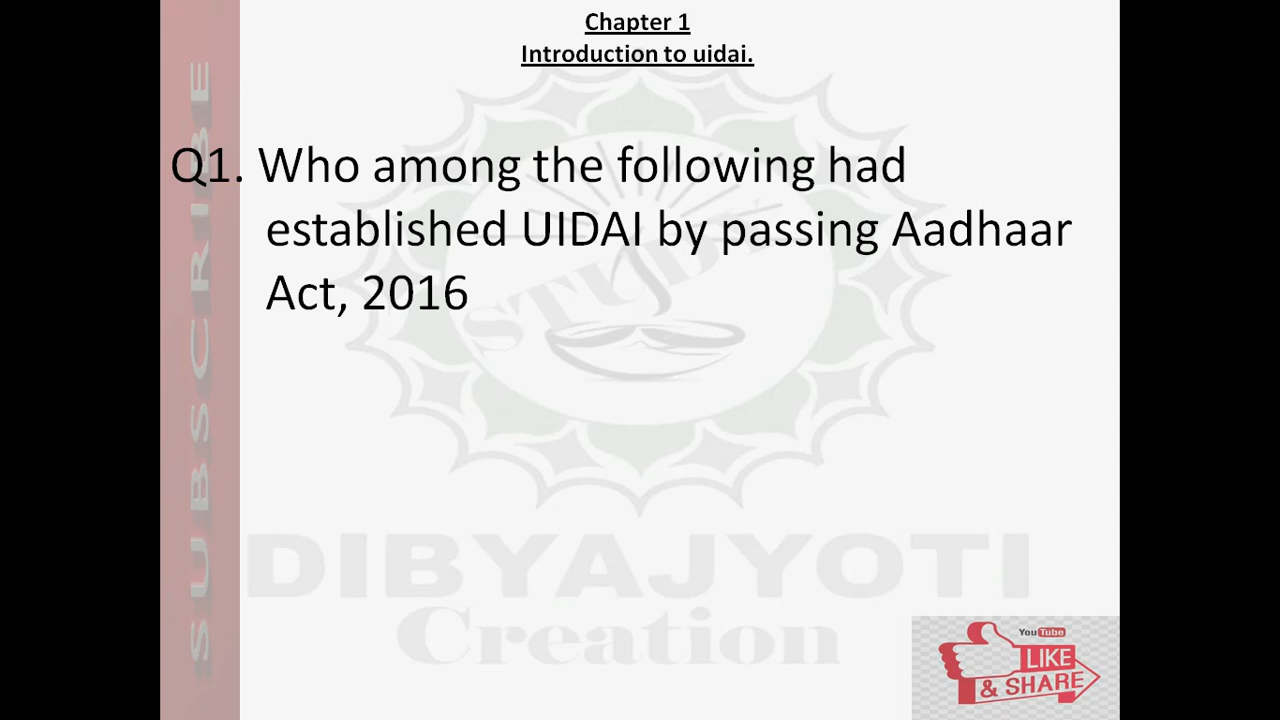 Chapter 1
Introduction to uidai.
Q1. Who among the following had
established UIDAI by passing Aadhaar
Act, 2016
SUBSCRIBE
STUDY
DIBYAJYOTI
Creation
YouTube
LIKE
& SHARE